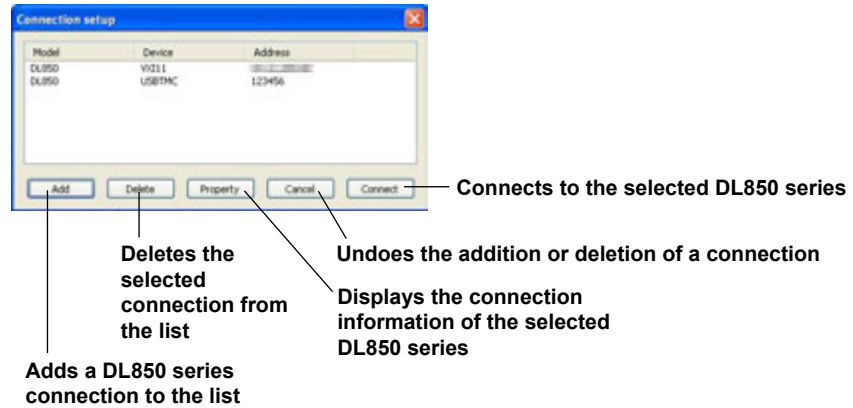 Connection setup
Model Device Address
DL850 VXI11
DL850 USBTMC 123456
Add Delete Property Cancel Connect
Connects to the selected DL850 series
Undoes the addition or deletion of a connection
Displays the connection
information of the selected
DL850 series
Deletes the
selected
connection from
the list
Adds a DL850 series
connection to the list